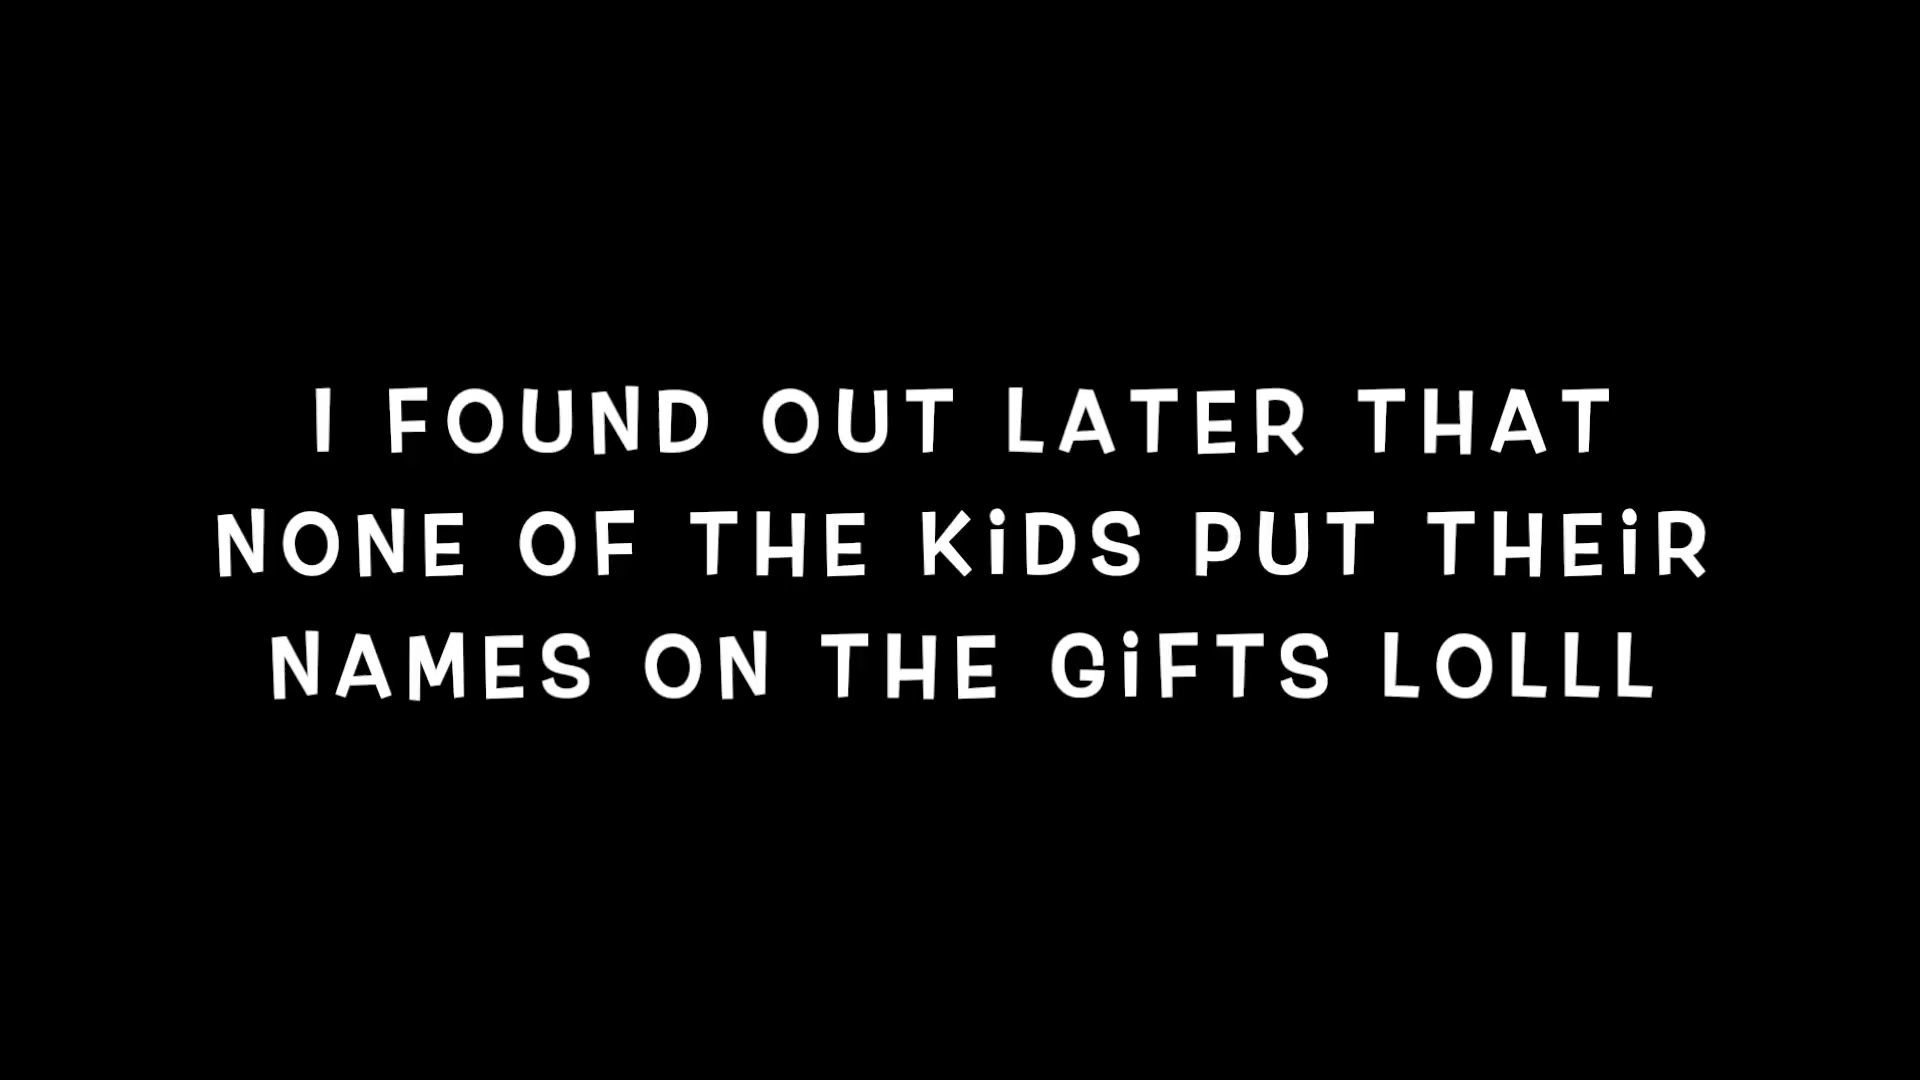 I FOUND OUT LATER THAT
NONE OF THE KiDS PUT THEiR
NAMES ON THE GiFTS LOLLL